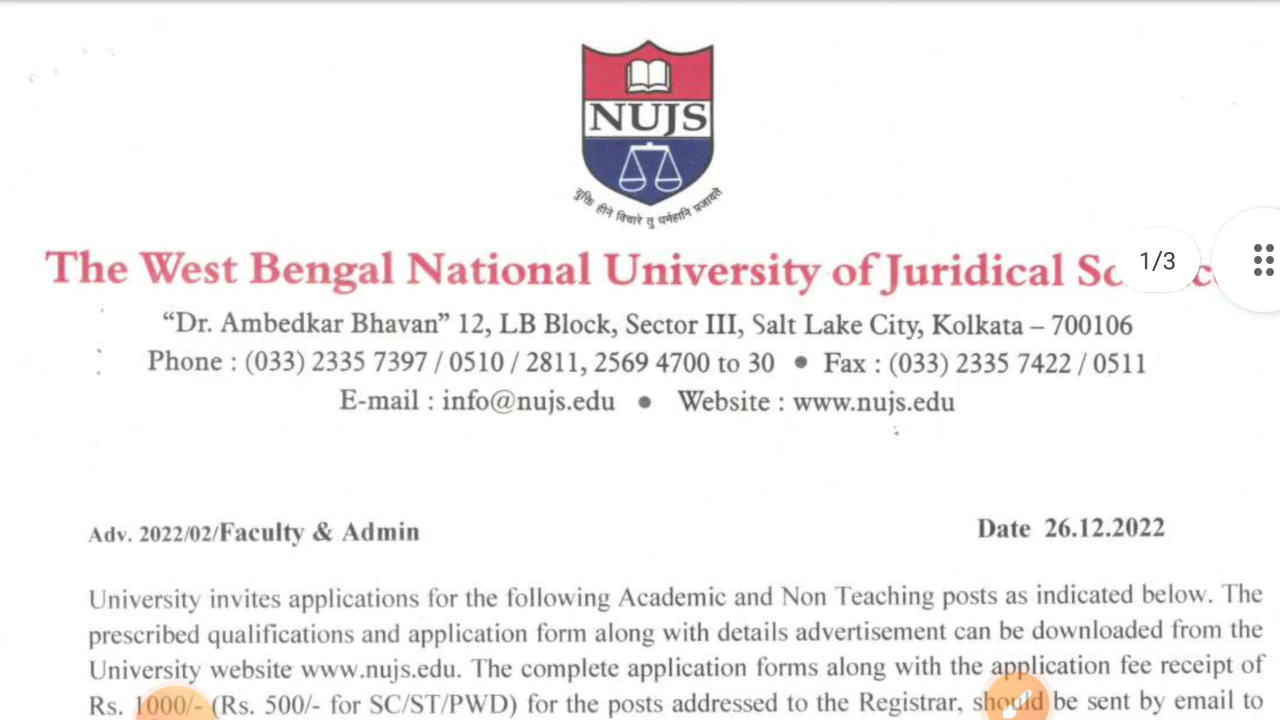 NUJS
युक्ति हीने विचारे तु धर्महानि प्रजायते
The West Bengal National University of Juridical
1/3
“Dr. Ambedkar Bhavan” 12, LB Block, Sector III, Salt Lake City, Kolkata – 700106
Phone : (033) 2335 7397 / 0510 / 2811, 2569 4700 to 30 • Fax : (033) 2335 7422 / 0511
E-mail : info@nujs.edu • Website : www.nujs.edu
Adv. 2022/02/Faculty & Admin Date 26.12.2022
University invites applications for the following Academic and Non Teaching posts as indicated below. The
prescribed qualifications and application form along with details advertisement can be downloaded from the
University website www.nujs.edu. The complete application forms along with the application fee receipt of
Rs. 1000/- (Rs. 500/- for SC/ST/PWD) for the posts addressed to the Registrar, should be sent by email to